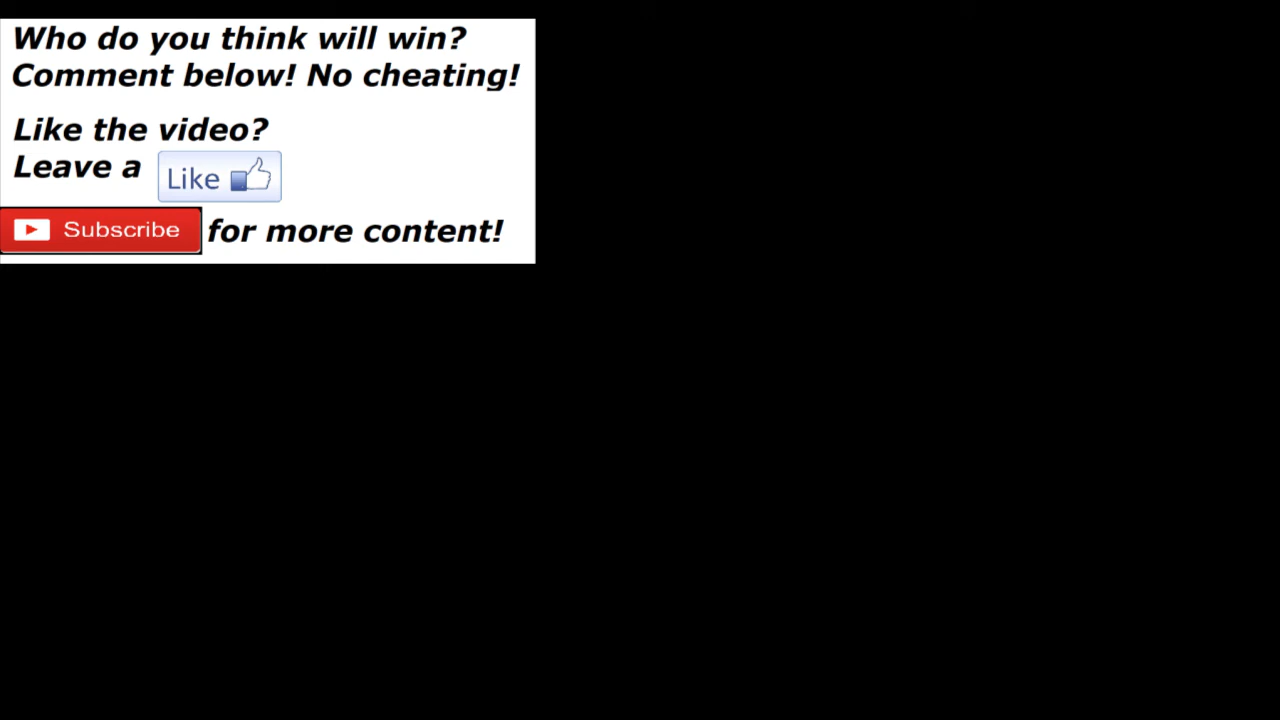 Who do you think will win?
Comment below! No cheating!
Like the video?
Leave a Like
Subscribe for more content!